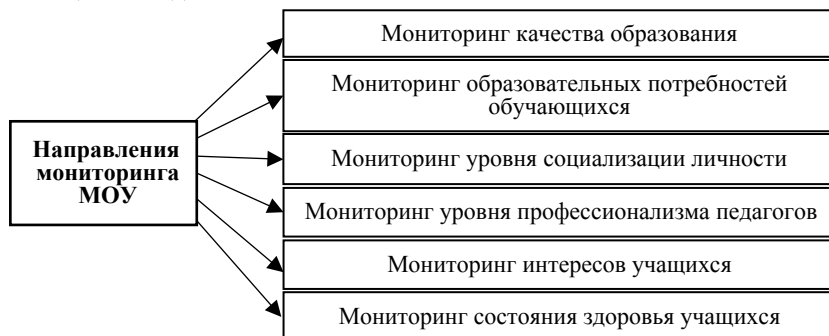 Направления
мониторинга
МОУ
Мониторинг качества образования
Мониторинг образовательных потребностей
обучающихся
Мониторинг уровня социализации личности
Мониторинг уровня профессионализма педагогов
Мониторинг интересов учащихся
Мониторинг состояния здоровья учащихся